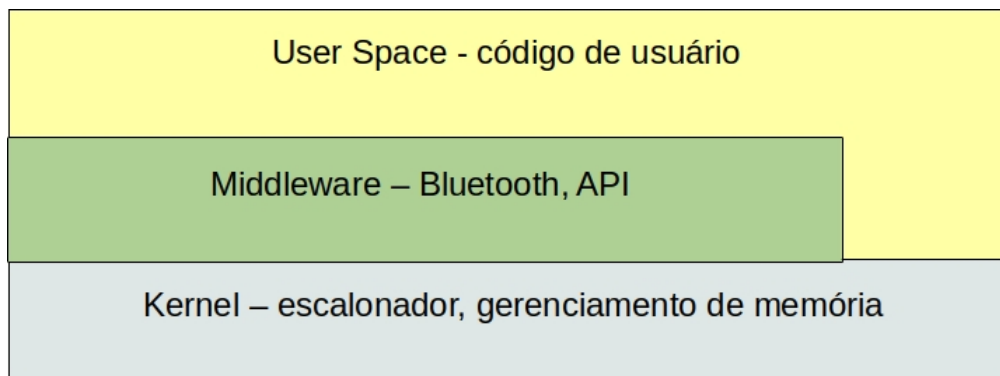 User Space - código de usuário
Middleware – Bluetooth, API
Kernel – escalonador, gerenciamento de memória